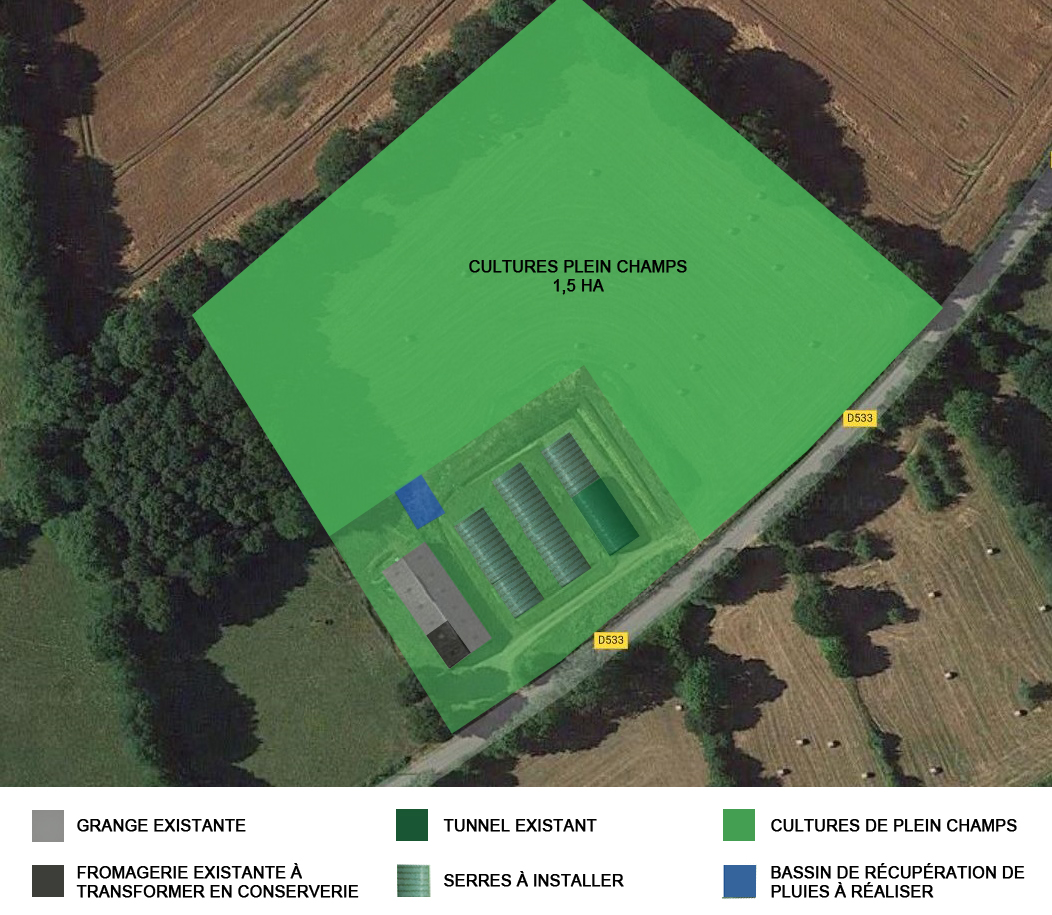 CULTURES PLEIN CHAMPS
1,5 HA
D533
D533
GRANGE EXISTANTE
TUNNEL EXISTANT
CULTURES DE PLEIN CHAMPS
FROMAGERIE EXISTANTE À
TRANSFORMER EN CONSERVERIE
SERRES À INSTALLER
BASSIN DE RÉCUPÉRATION DE
PLUIES À RÉALISER